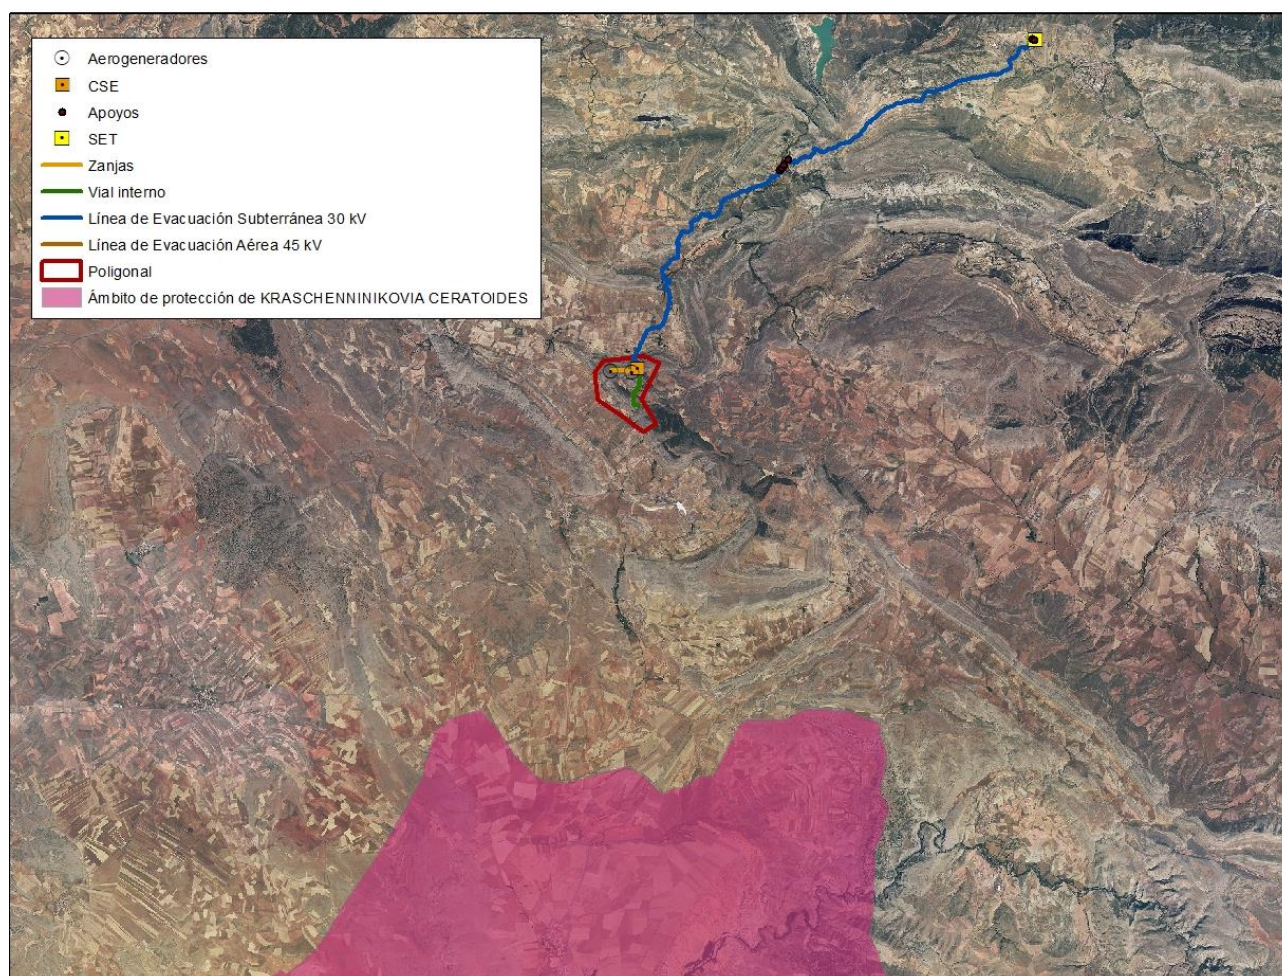 Aerogeneradores
CSE
Apoyos
SET
Zanjas
Vial interno
Línea de Evacuación Subterránea 30 kV
Línea de Evacuación Aérea 45 kV
Poligonal
Ámbito de protección de KRASCHENNINIKOVIA CERATOIDES